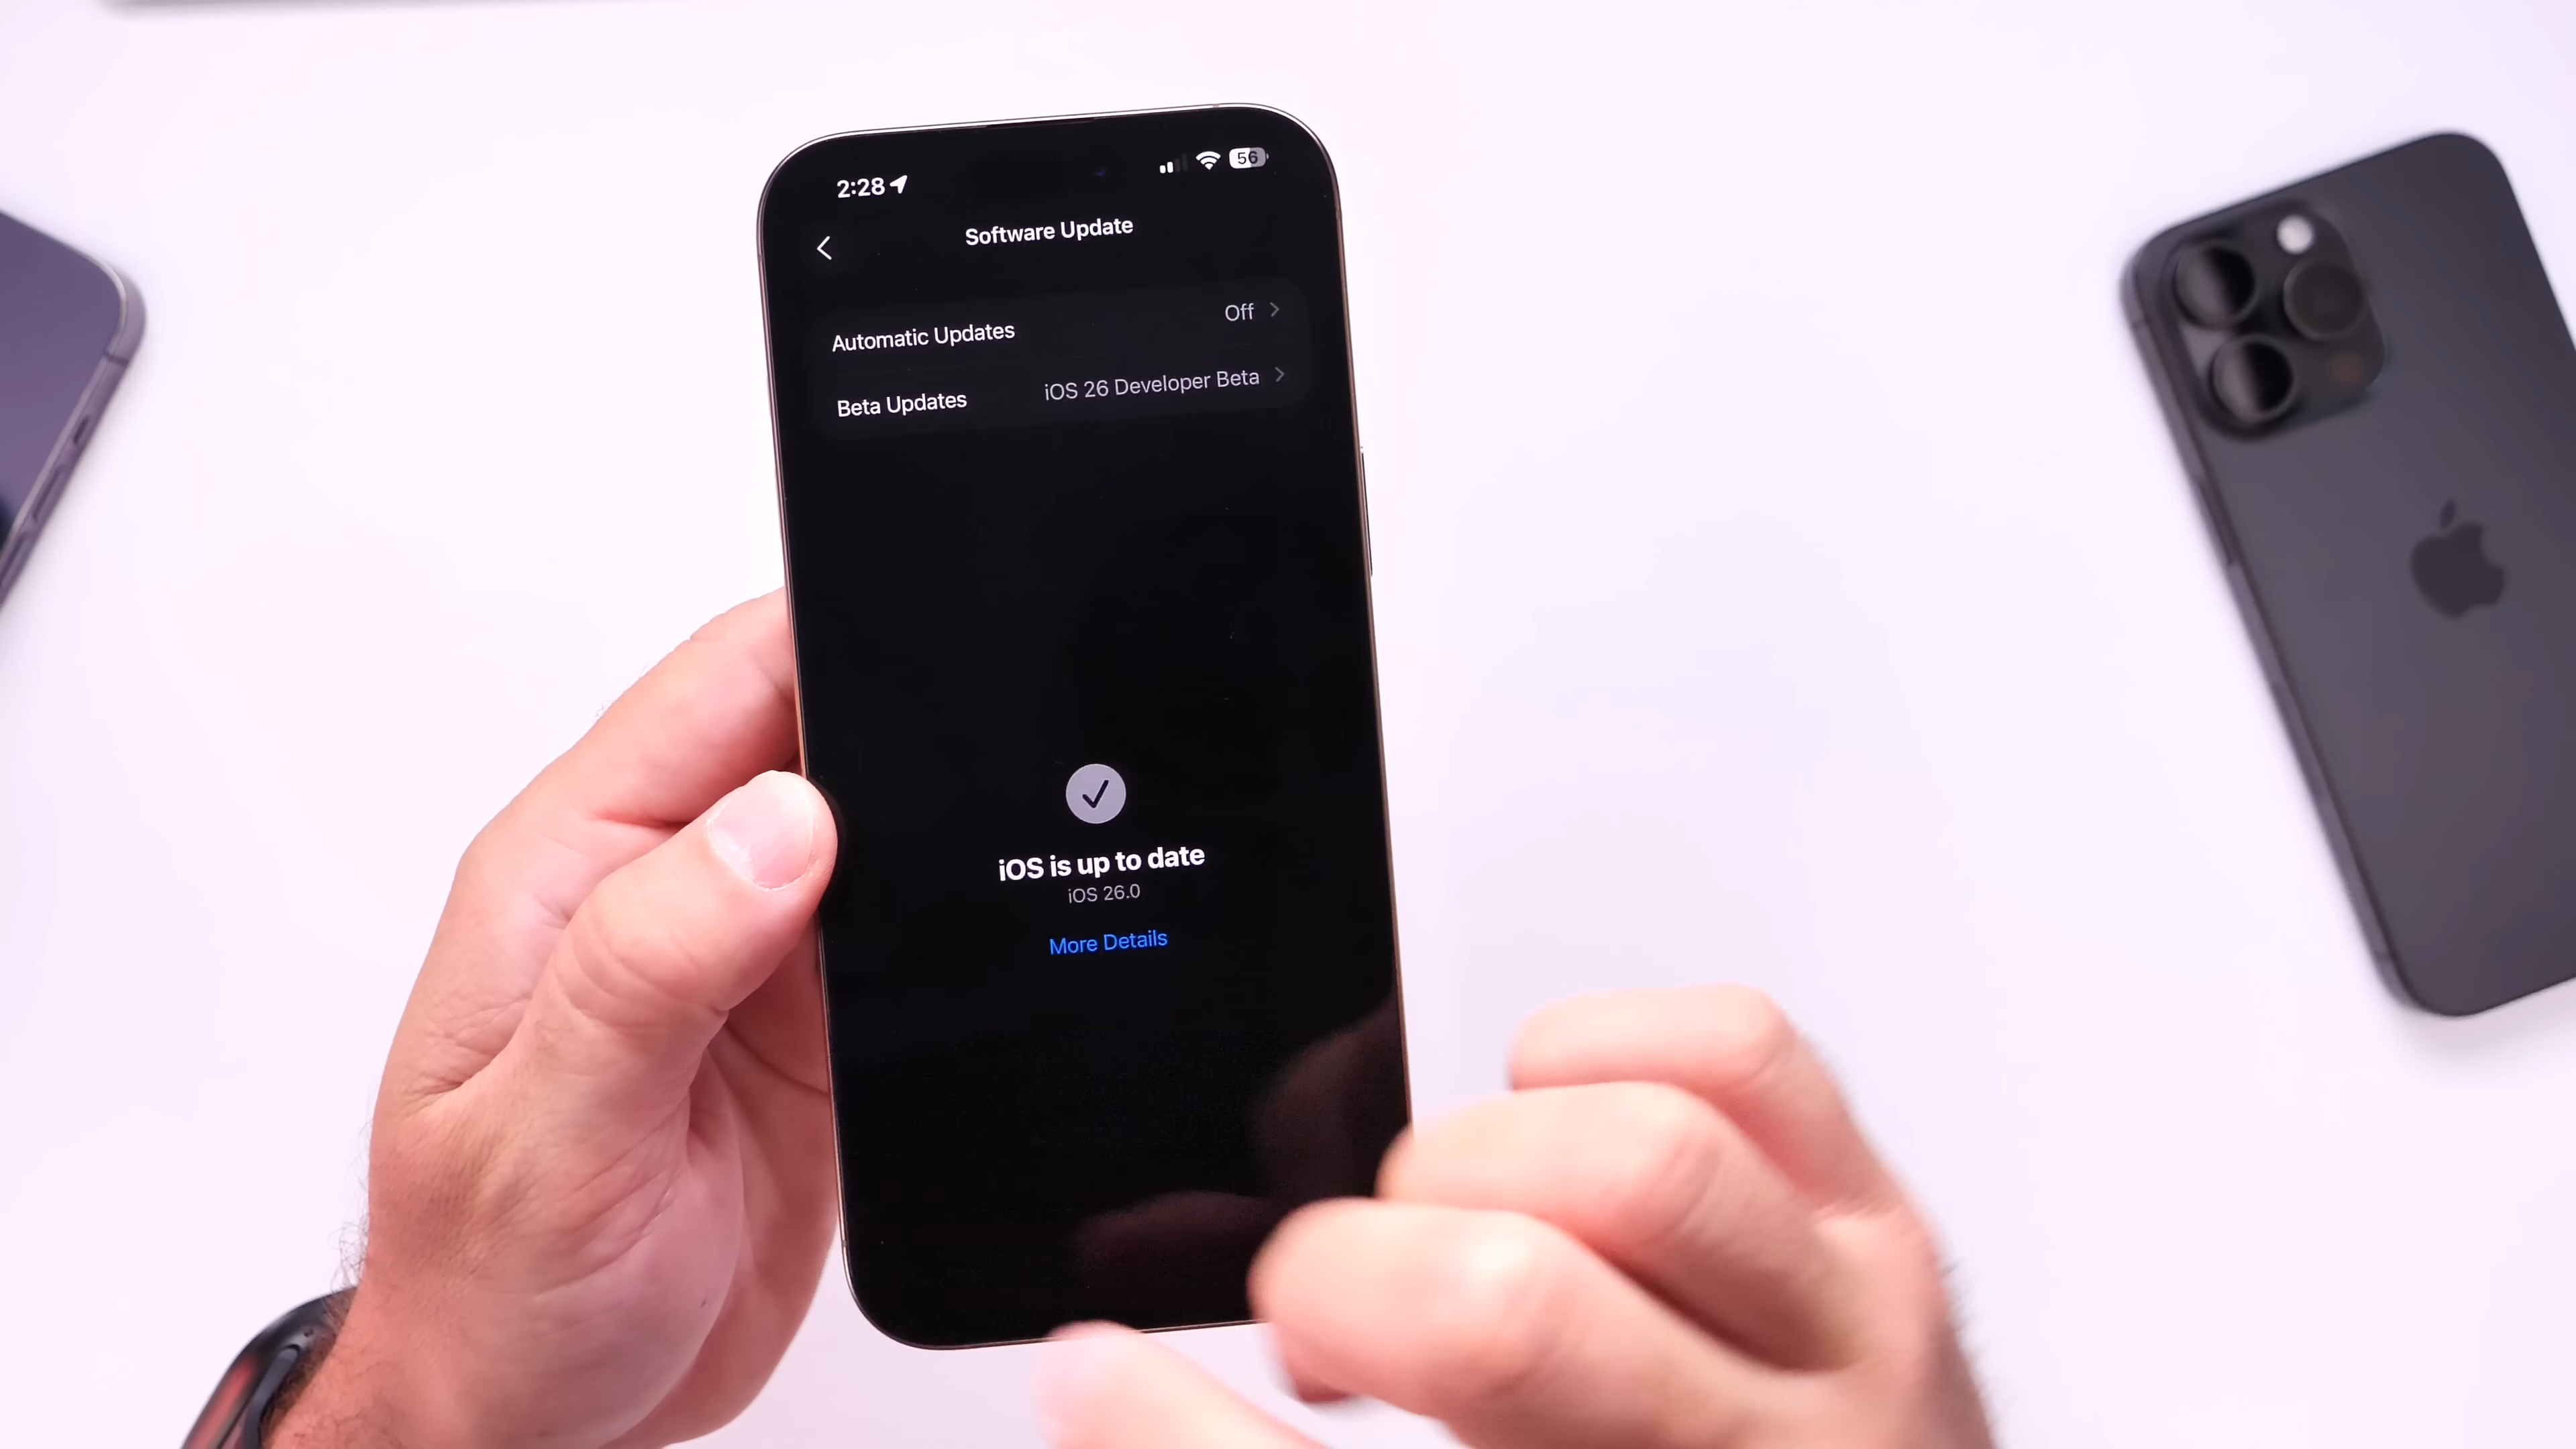 2:28
56
Software Update
Automatic Updates Off
Beta Updates iOS 26 Developer Beta
iOS is up to date
iOS 26.0
More Details